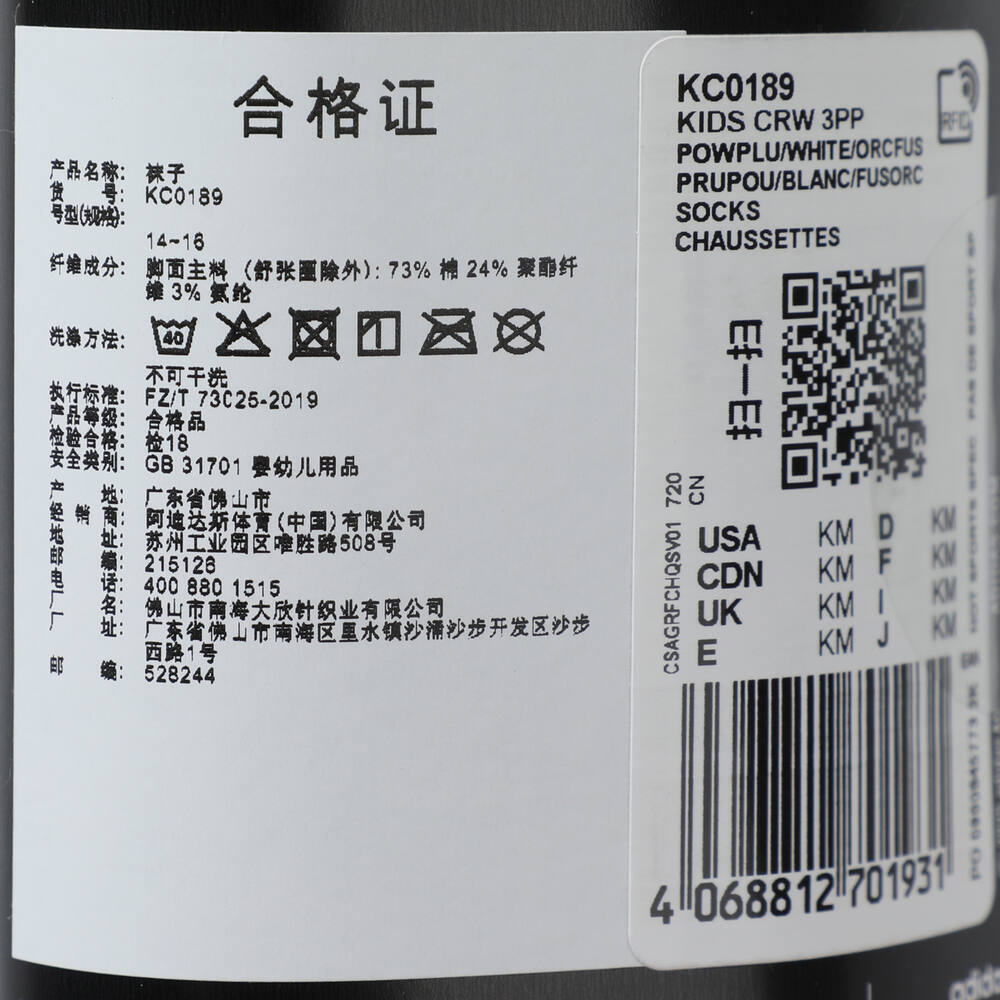 合格证
产品名称: 袜子
货 号: KC0189
号型(规格):
14-16
纤维成分: 脚面主料 (舒张圈除外): 73% 棉 24% 聚酯纤
维 3% 氨纶
洗涤方法: 40
不可干洗
执行标准: FZ/T 73025-2019
产品等级: 合格品
检验合格: 检18
安全类别: GB 31701 婴幼儿用品
产 地: 广东省佛山市
经 销 商: 阿迪达斯体育(中国)有限公司
地 址: 苏州工业园区唯胜路508号
邮 编: 215126
电 话: 400 880 1515
厂 名: 佛山市南海大欣针织业有限公司
厂 址: 广东省佛山市南海区里水镇沙涌沙步开发区沙步
西路1号
邮 编: 528244
KC0189
KIDS CRW 3PP
POWPLU/WHITE/ORCFUS
PRUPOU/BLANC/FUSORC
SOCKS
CHAUSSETTES
RFID
扫一扫
CSAGRFCHQSV01 720
CN
USA KM D KM
CDN KM F KM
UK KM I KM
E KM J KM
4 068812 701931
NOT SPORTS SPEC PAS DE SPORT SP